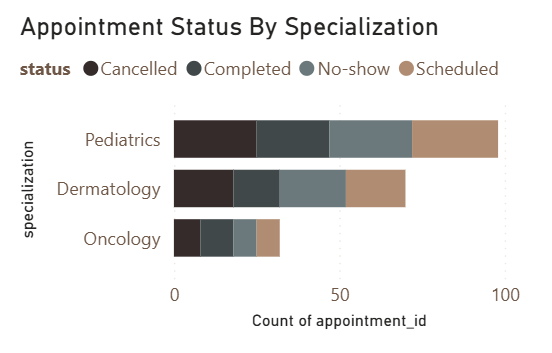 Appointment Status By Specialization
status Cancelled Completed No-show Scheduled
specialization
Pediatrics
Dermatology
Oncology
0 50 100
Count of appointment_id